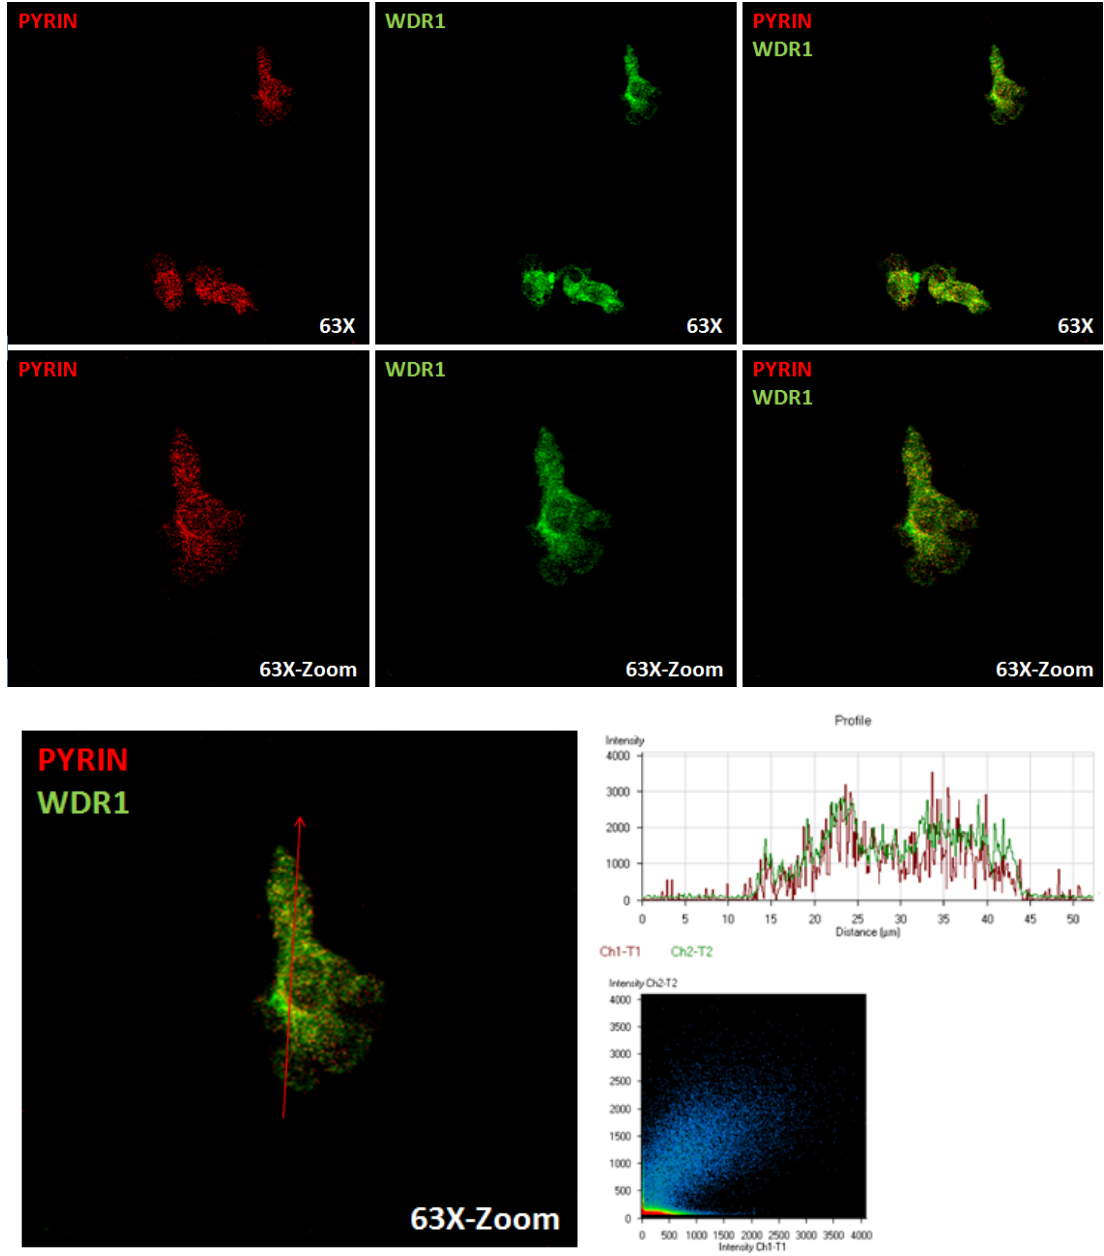 PYRIN
WDR1
PYRIN
WDR1
63X
63X
63X
PYRIN
WDR1
PYRIN
WDR1
63X-Zoom
63X-Zoom
63X-Zoom
PYRIN
WDR1
63X-Zoom
Profile
Intensity
4000
3000
2000
1000
0
0 5 10 15 20 25 30 35 40 45 50
Distance (µm)
Ch1-T1 Ch2-T2
Intensity Ch2-T2
4000
3500
3000
2500
2000
1500
1000
500
0
0 500 1000 1500 2000 2500 3000 3500 4000
Intensity Ch1-T1